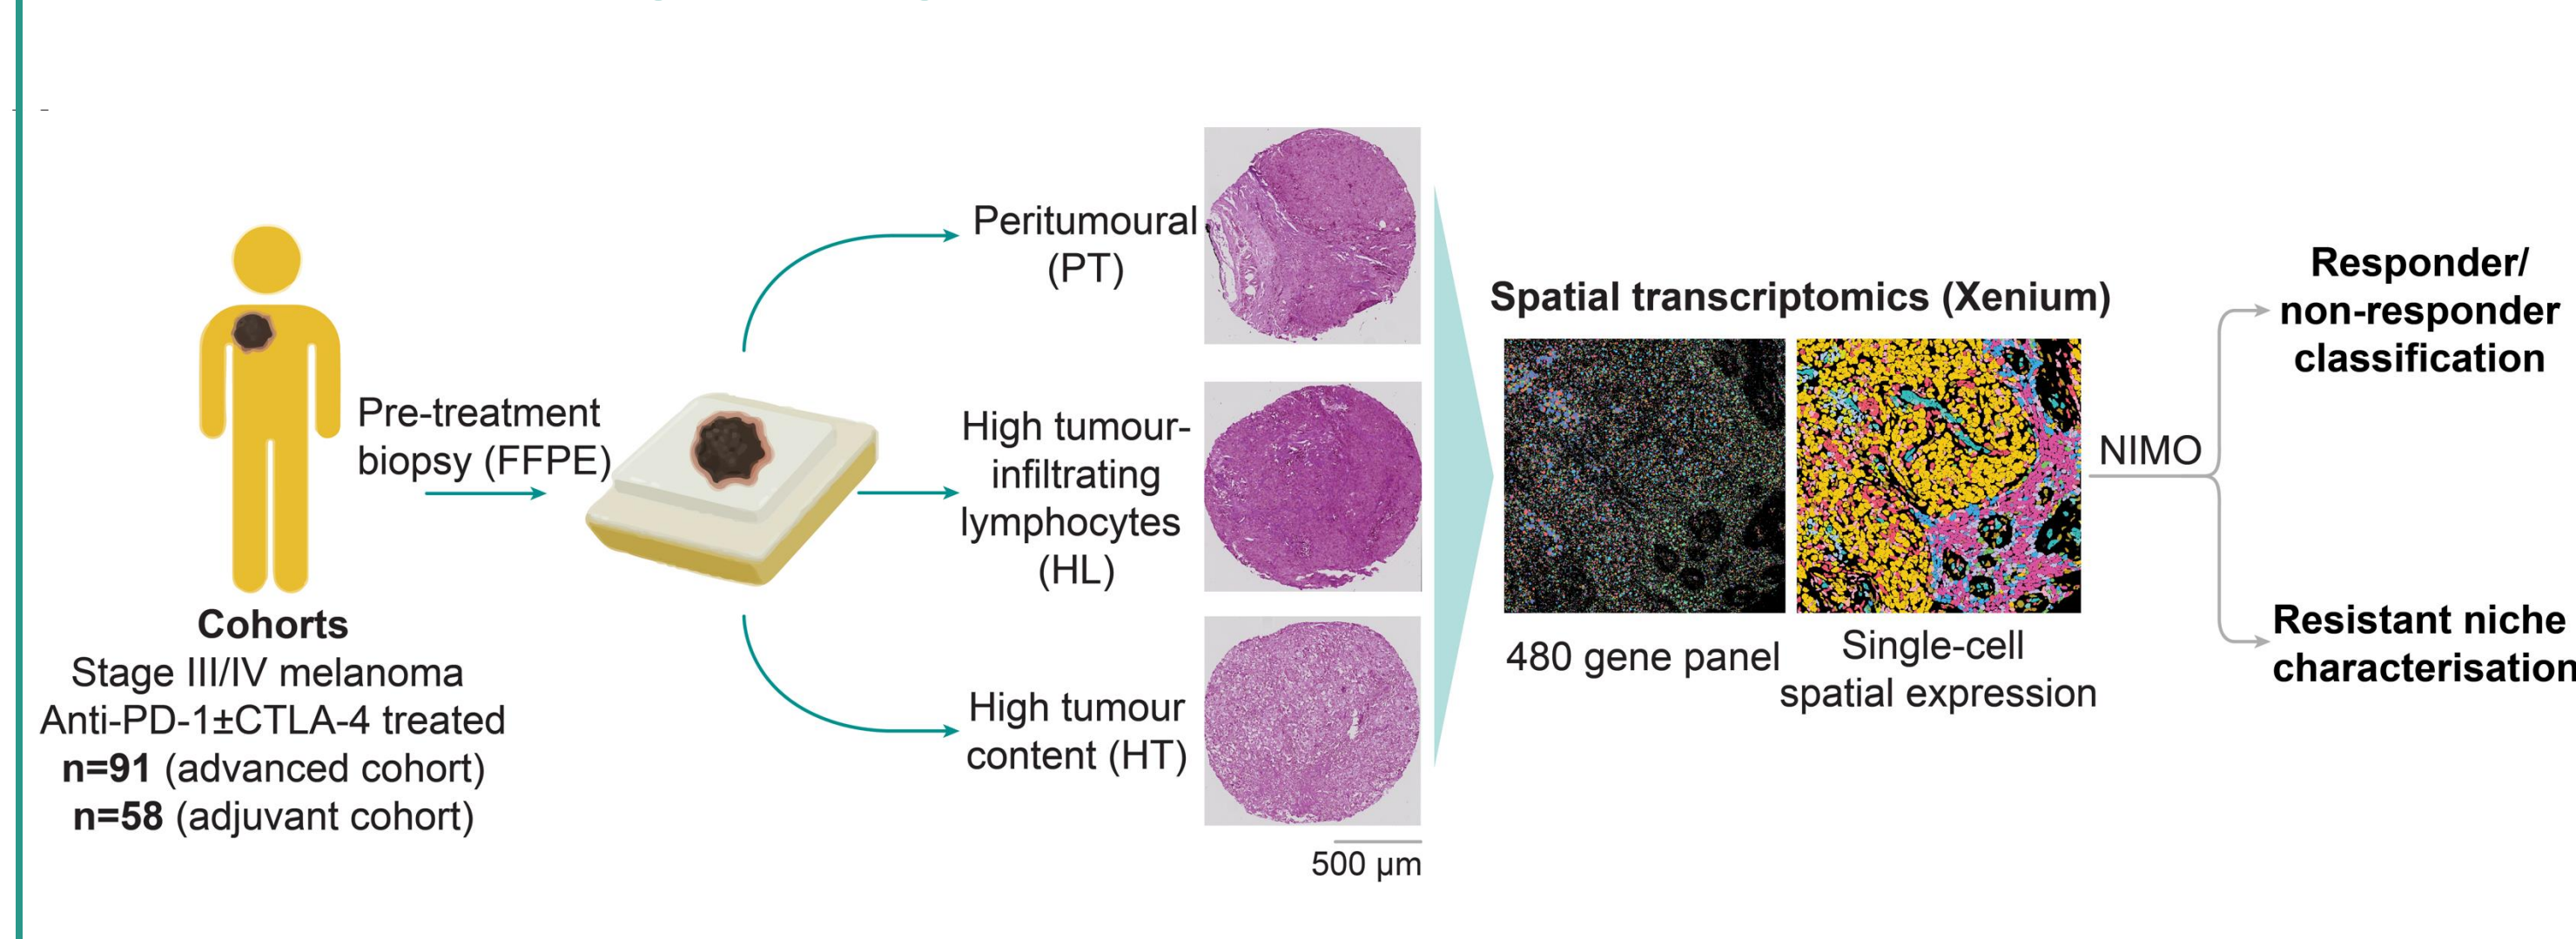 Cohorts
Stage III/IV melanoma
Anti-PD-1±CTLA-4 treated
n=91 (advanced cohort)
n=58 (adjuvant cohort)
Pre-treatment
biopsy (FFPE)
Peritumoural
(PT)
High tumour-
infiltrating
lymphocytes
(HL)
High tumour
content (HT)
500 µm
Spatial transcriptomics (Xenium)
480 gene panel
Single-cell
spatial expression
NIMO
Responder/
non-responder
classification
Resistant niche
characterisation